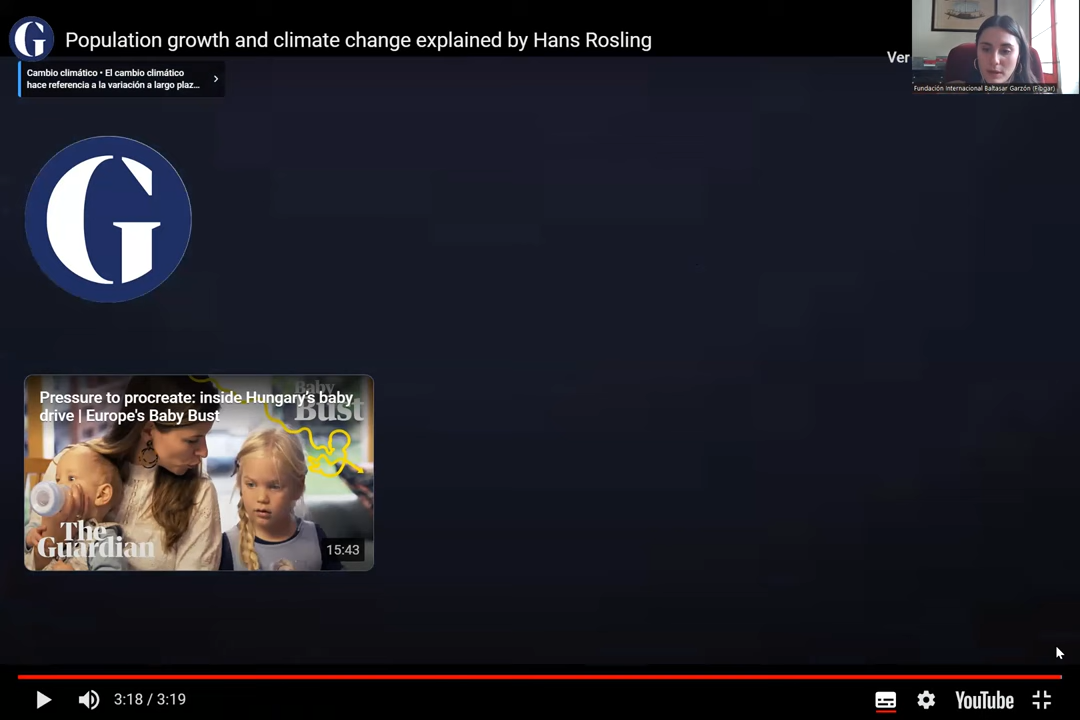 G
Population growth and climate change explained by Hans Rosling
Ver
Cambio climático • El cambio climático
hace referencia a la variación a largo plaz...
Fundación Internacional Baltasar Garzón (Fibgar)
G
Pressure to procreate: inside Hungary's baby
drive | Europe's Baby Bust
Baby
Bust
The
Guardian
15:43
3:18 / 3:19
YouTube